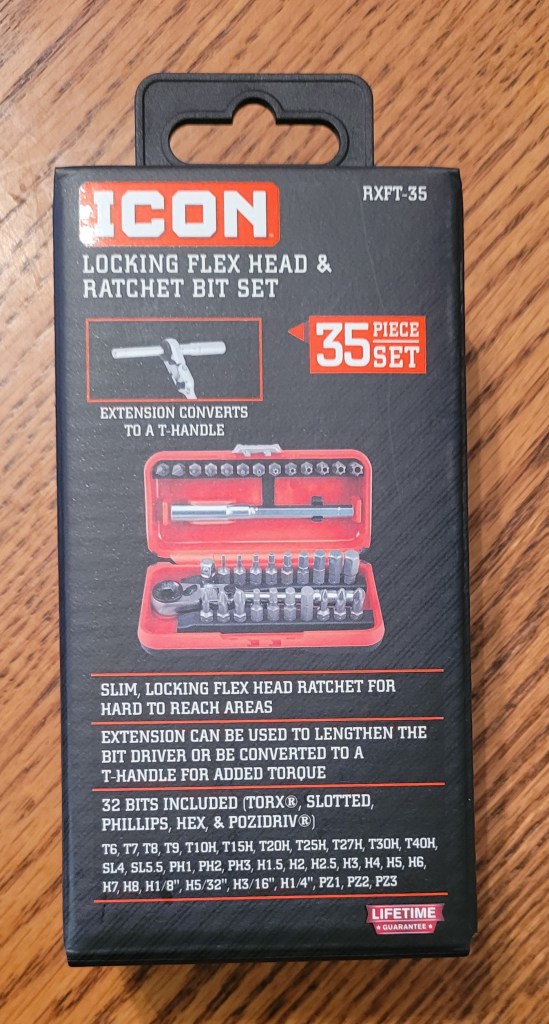 ICON
RXFT-35
LOCKING FLEX HEAD &
RATCHET BIT SET
35 PIECE
SET
EXTENSION CONVERTS
TO A T-HANDLE
SLIM, LOCKING FLEX HEAD RATCHET FOR
HARD TO REACH AREAS
EXTENSION CAN BE USED TO LENGTHEN THE
BIT DRIVER OR BE CONVERTED TO A
T-HANDLE FOR ADDED TORQUE
32 BITS INCLUDED (TORX®, SLOTTED,
PHILLIPS, HEX, & POZIDRIV®)
T6, T7, T8, T9, T10H, T15H, T20H, T25H, T27H, T30H, T40H,
SL4, SL5.5, PH1, PH2, PH3, H1.5, H2, H2.5, H3, H4, H5, H6,
H7, H8, H1/8", H5/32", H3/16", H1/4", PZ1, PZ2, PZ3
LIFETIME
GUARANTEE